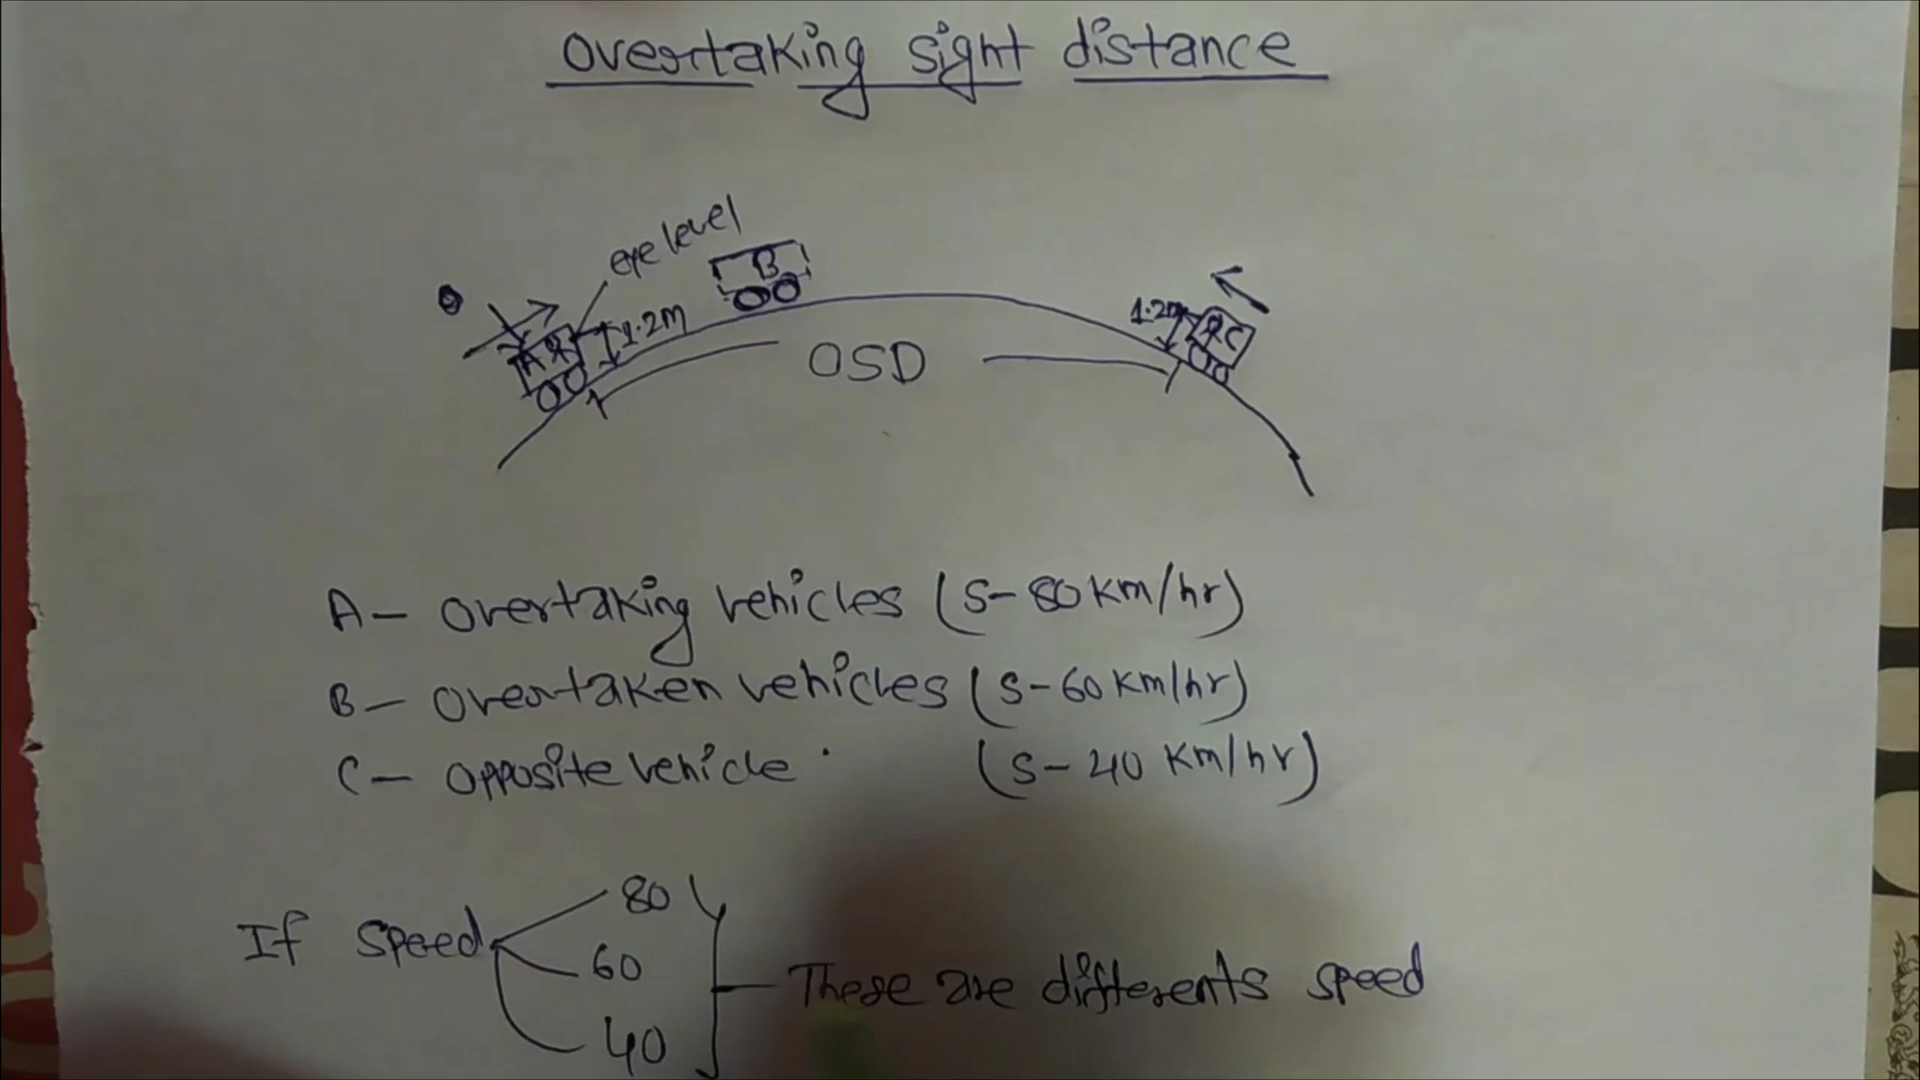 Overtaking sight distance
eye level
B
1.2m
1.2m
A
C
OSD
A - Overtaking vehicles (S-80 km/hr)
B - Overtaken vehicles (S-60 km/hr)
C - Opposite vehicle (S-40 km/hr)
If speed
80
60
40
These are differents speed